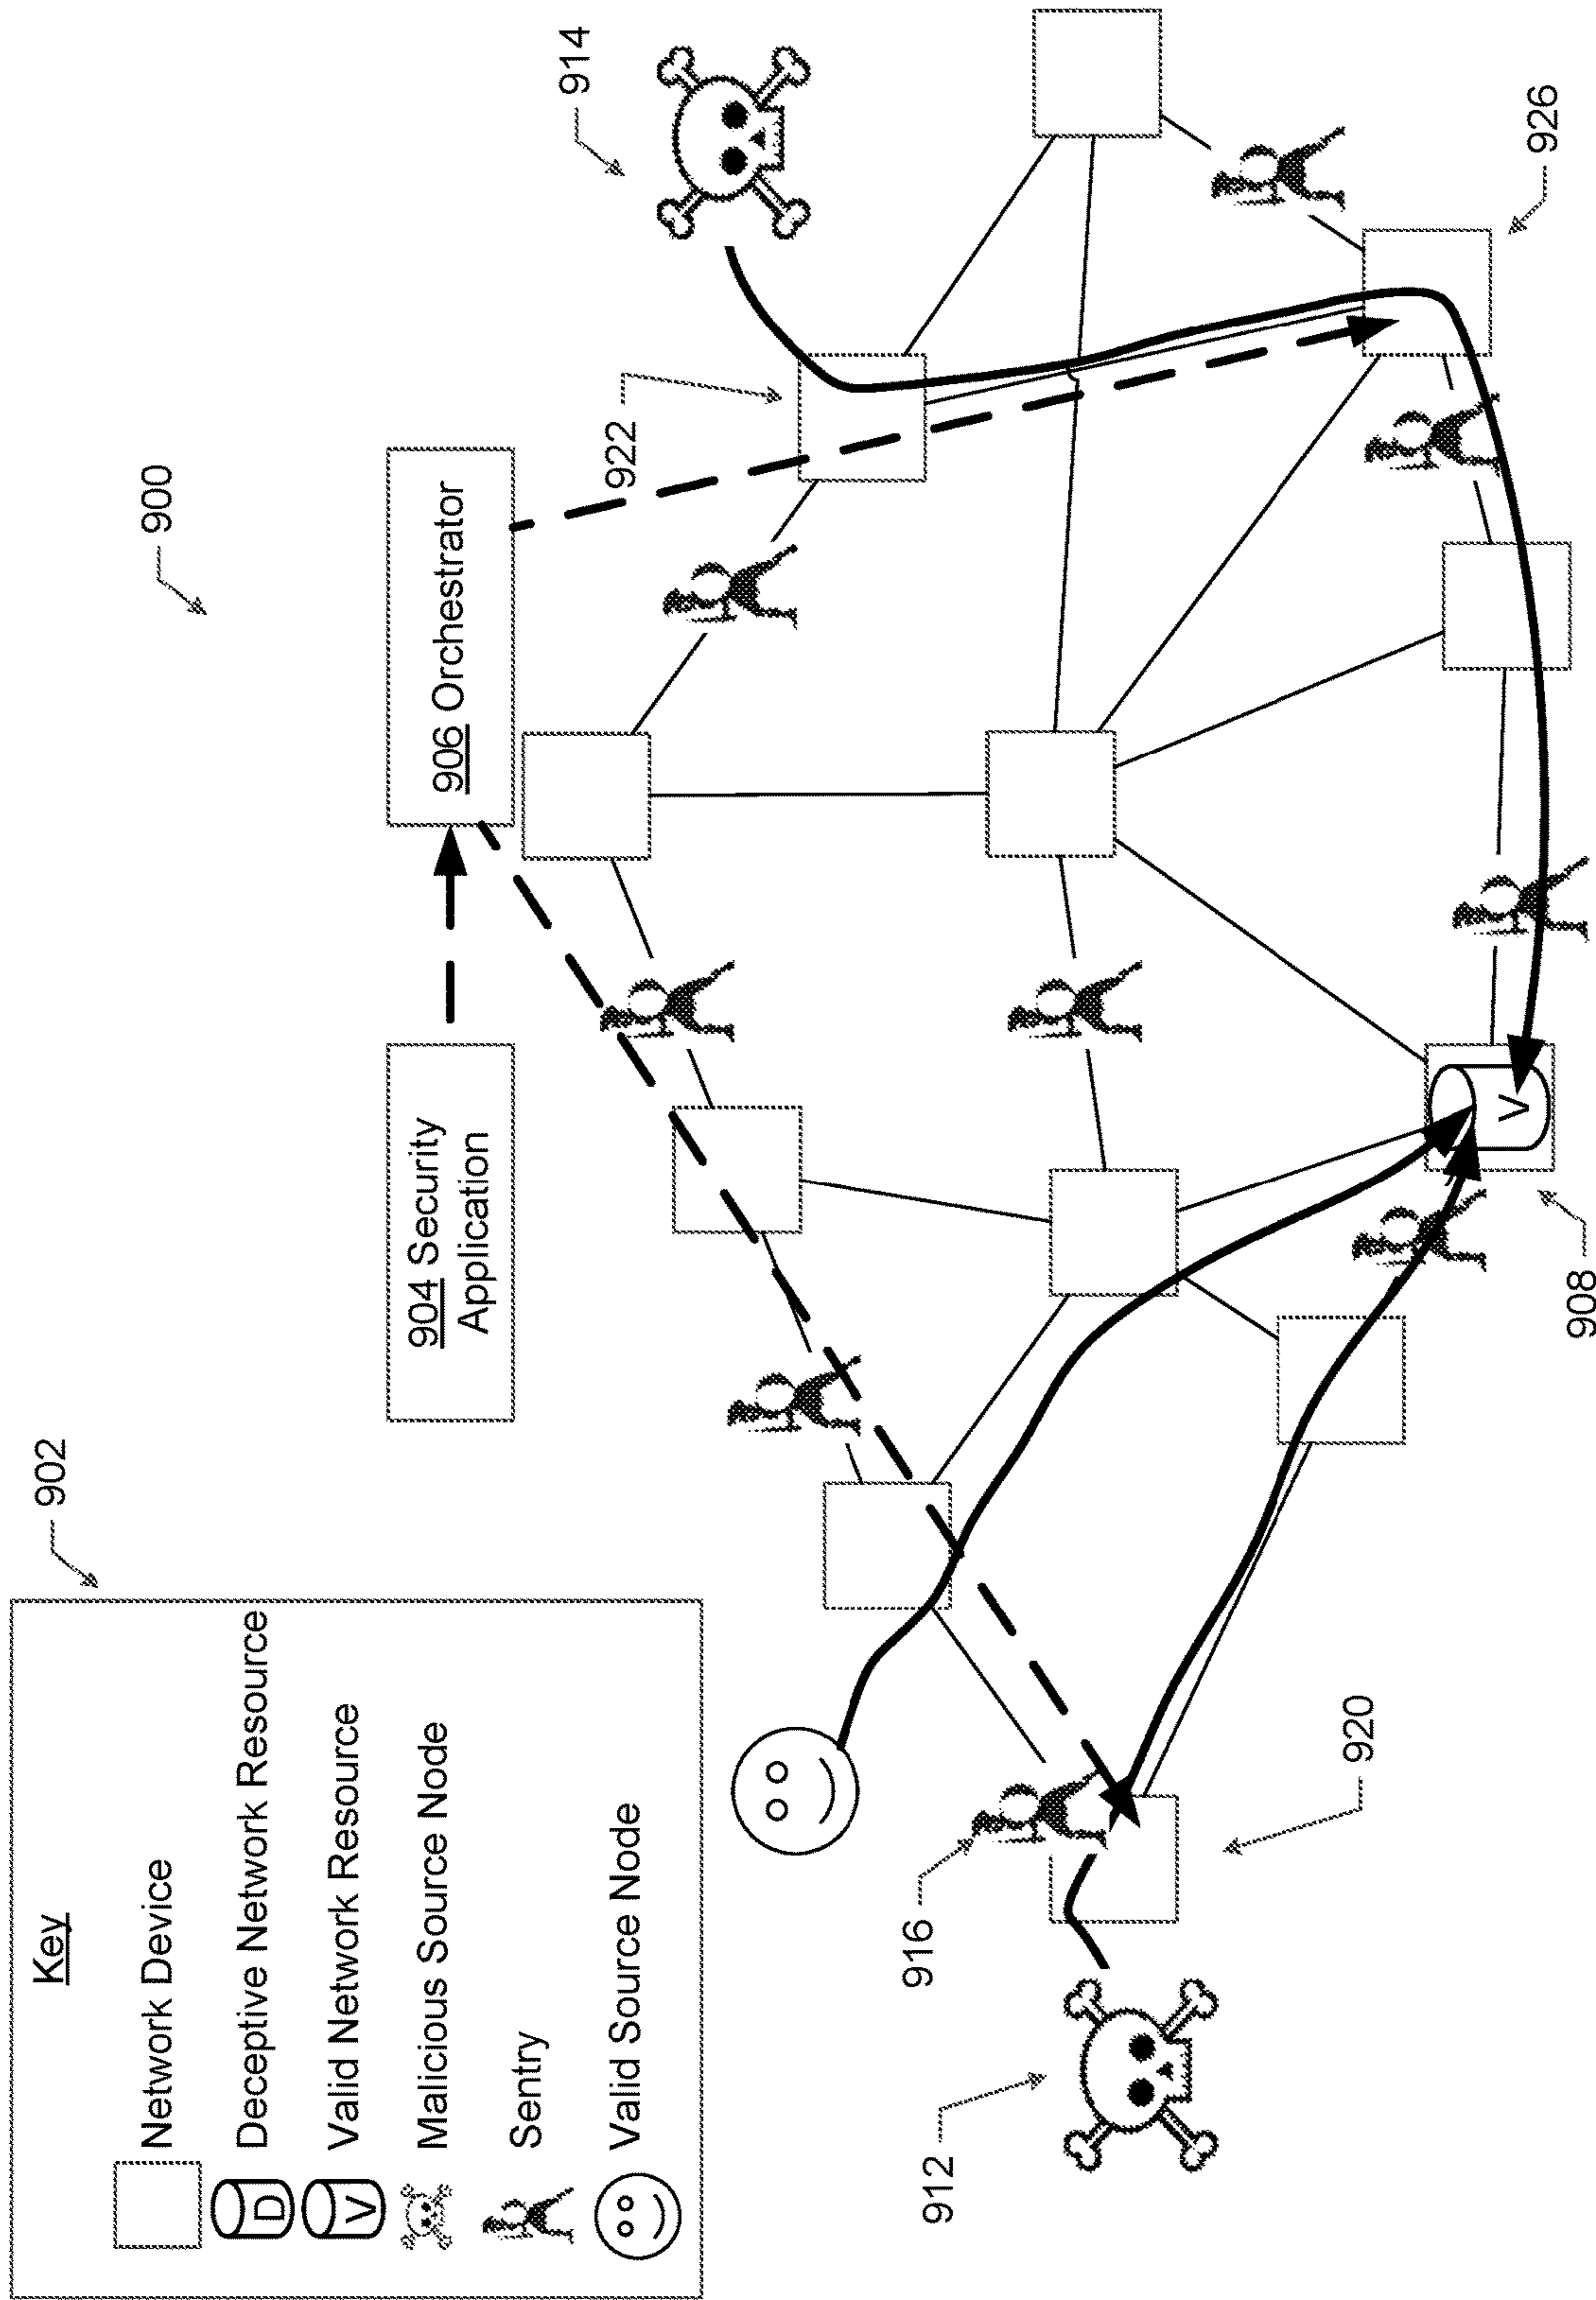 900
902
Key
Network Device
D
Deceptive Network Resource
V
Valid Network Resource
Malicious Source Node
Sentry
Valid Source Node
904 Security
Application
906 Orchestrator
914
922
916
912
920
V
908
926